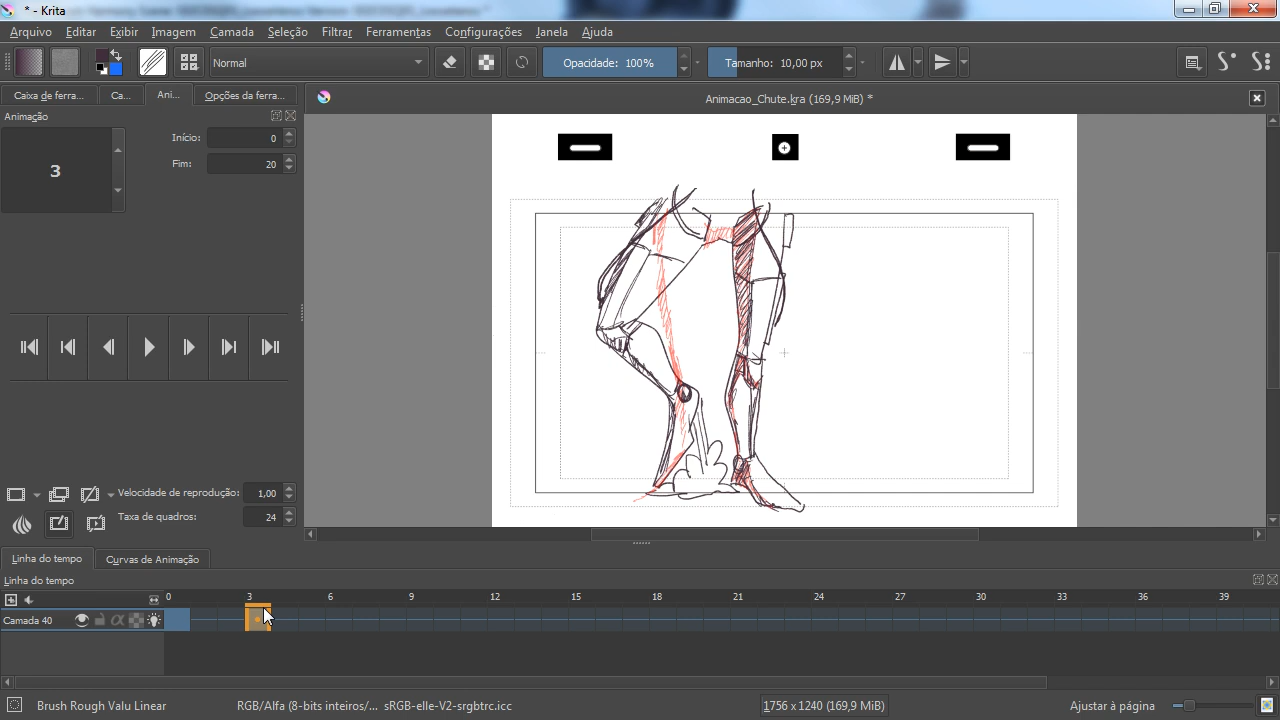 * - Krita
Arquivo Editar Exibir Imagem Camada Seleção Filtrar Ferramentas Configurações Janela Ajuda
Normal Opacidade: 100% Tamanho: 10,00 px
Caixa de ferra... Ca... Ani... Opções da ferra...
Animacao_Chute.kra (169,9 MiB) *
Animação
Início: 0
3
Fim: 20
Velocidade de reprodução: 1,00
Taxa de quadros: 24
Linha do tempo Curvas de Animação
Linha do tempo
0 3 6 9 12 15 18 21 24 27 30 33 36 39
Camada 40
Brush Rough Valu Linear RGB/Alfa (8-bits inteiros/... sRGB-elle-V2-srgbtrc.icc 1756 x 1240 (169,9 MiB) Ajustar à página